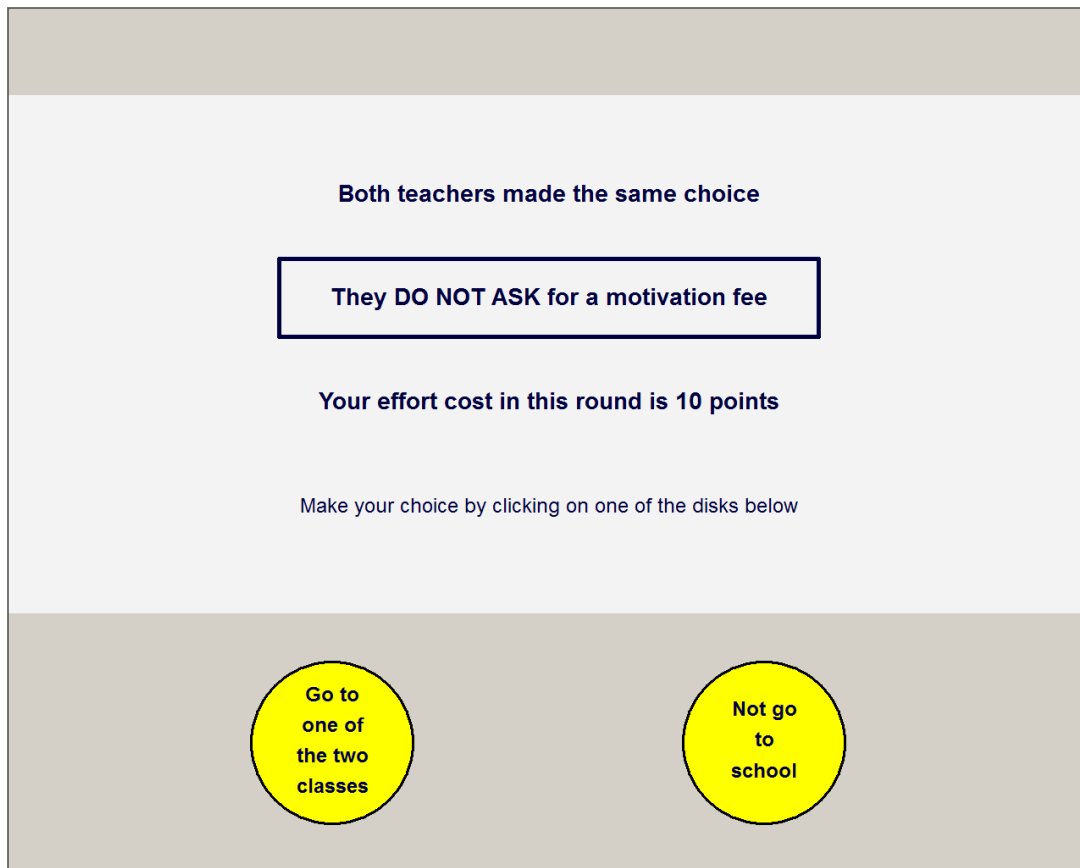 Both teachers made the same choice
They DO NOT ASK for a motivation fee
Your effort cost in this round is 10 points
Make your choice by clicking on one of the disks below
Go to
one of
the two
classes
Not go
to
school